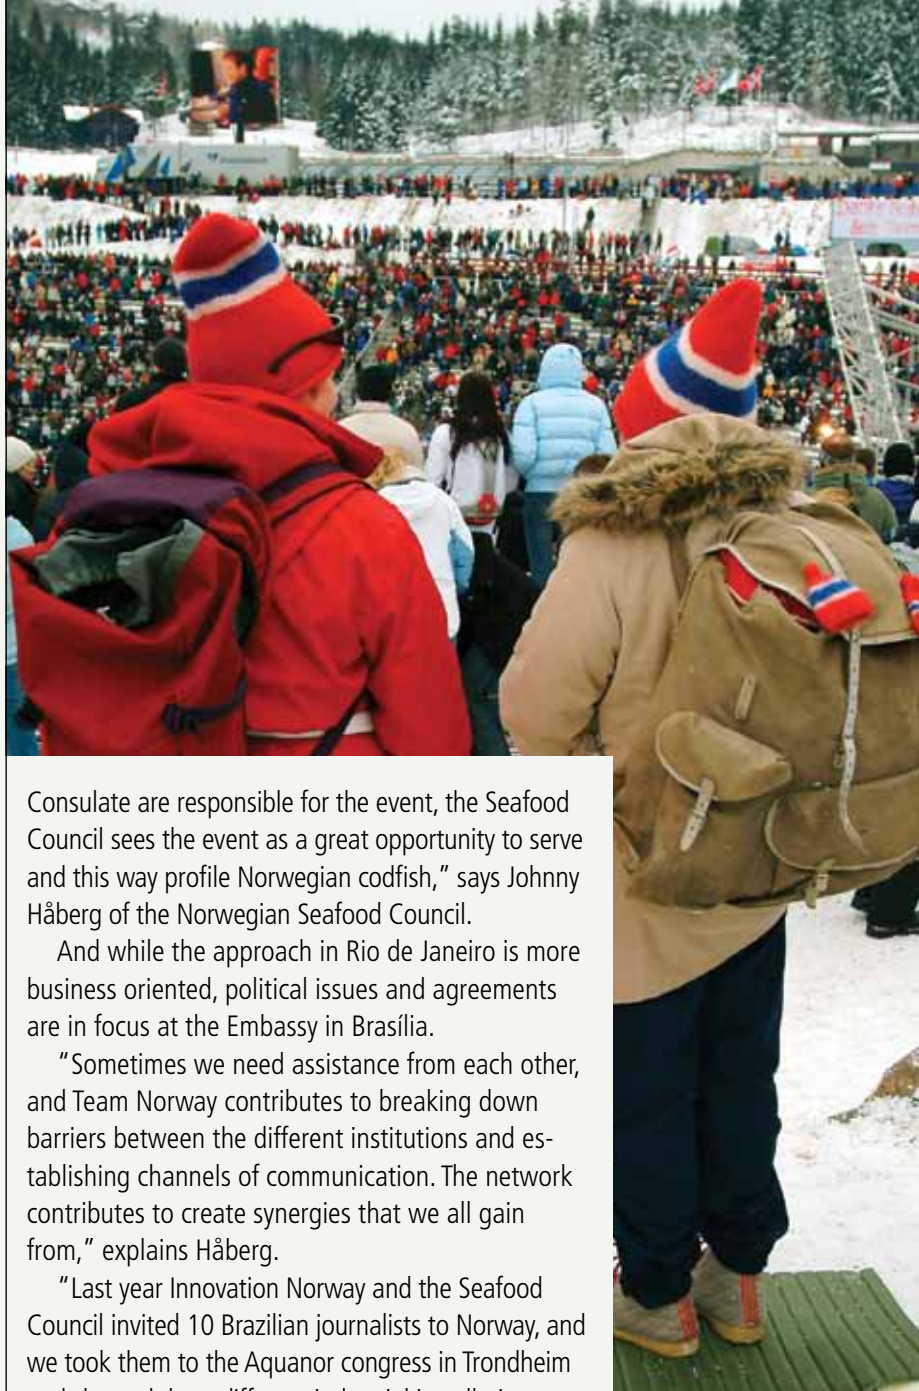 Consulate are responsible for the event, the Seafood
Council sees the event as a great opportunity to serve
and this way profile Norwegian codfish,” says Johnny
Håberg of the Norwegian Seafood Council.
And while the approach in Rio de Janeiro is more
business oriented, political issues and agreements
are in focus at the Embassy in Brasília.
“Sometimes we need assistance from each other,
and Team Norway contributes to breaking down
barriers between the different institutions and es-
tablishing channels of communication. The network
contributes to create synergies that we all gain
from,” explains Håberg.
“Last year Innovation Norway and the Seafood
Council invited 10 Brazilian journalists to Norway, and
we took them to the Aquanor congress in Trondheim